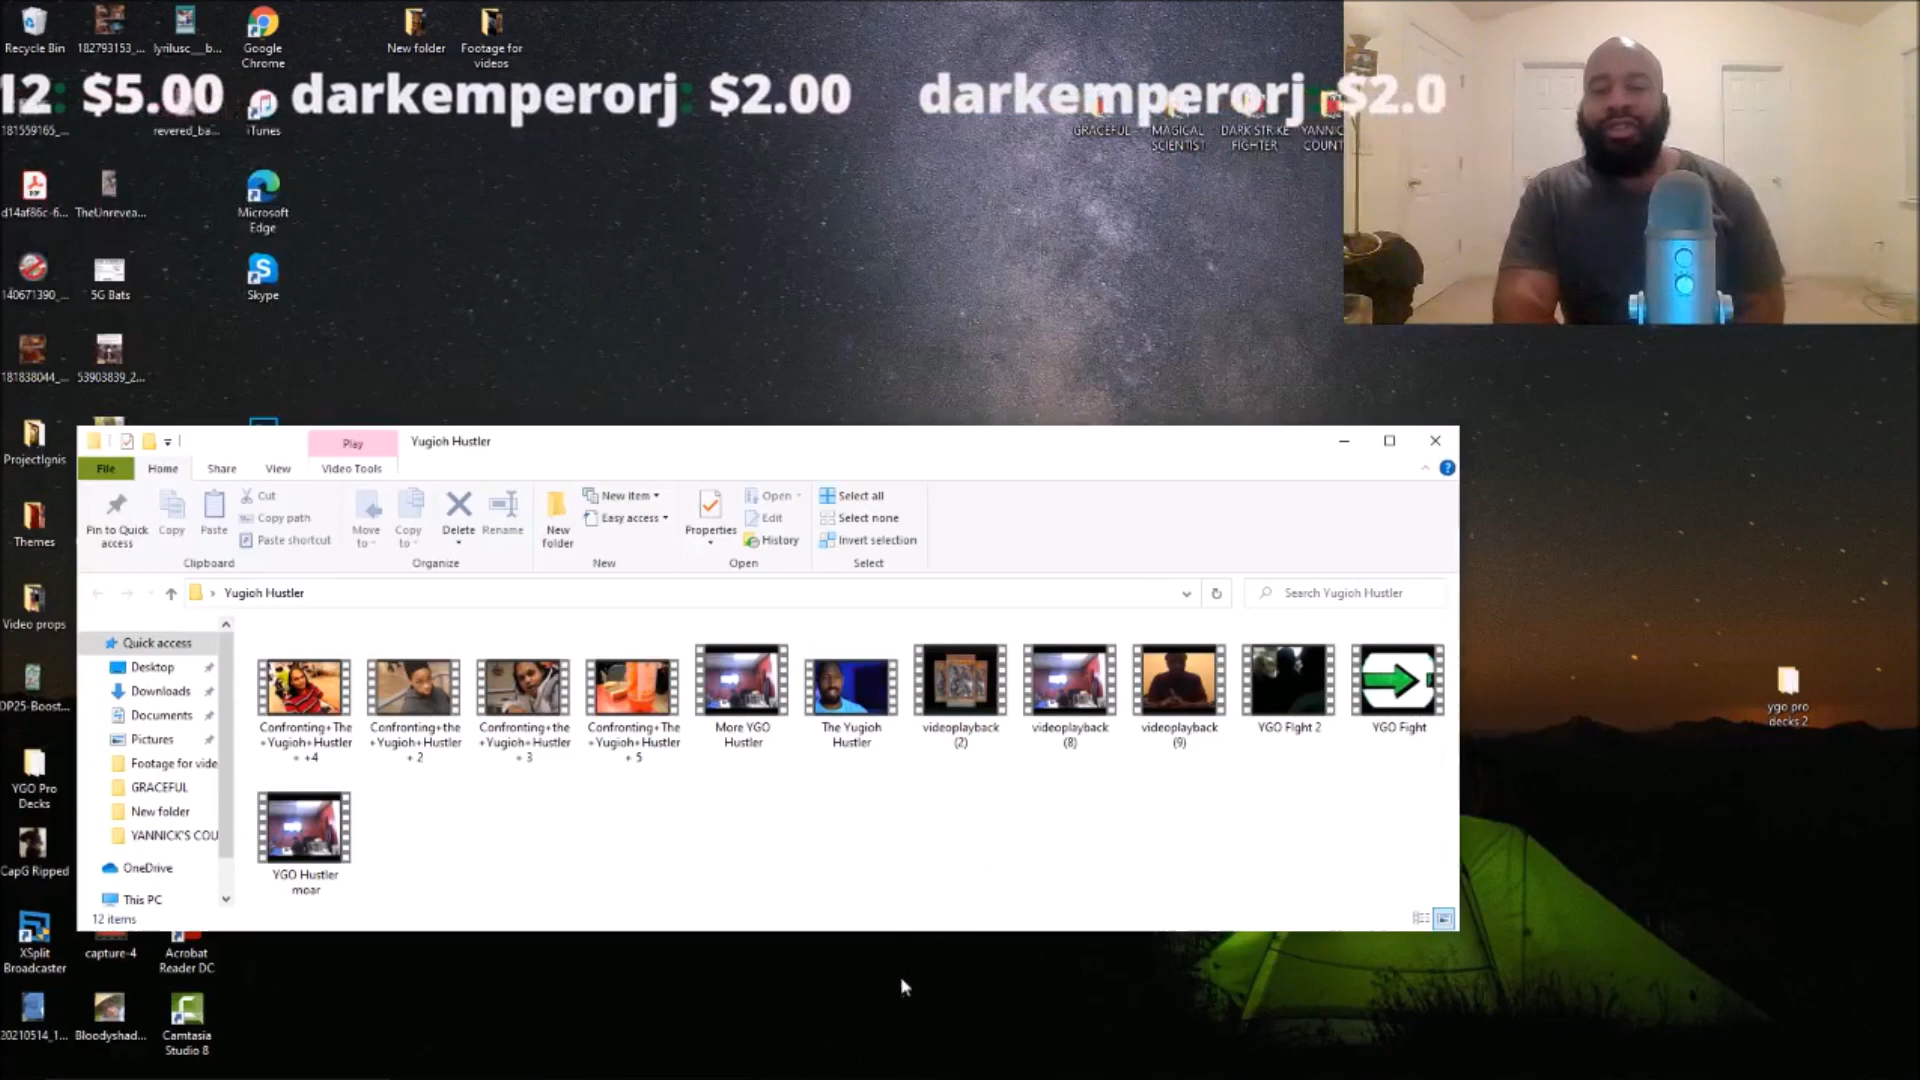 Recycle Bin
182793153_...
lyrilusc__b...
Google
Chrome
New folder
Footage for
videos
12: $5.00 darkemperorj: $2.00 darkemperorj: $2.0
181559165_...
revered_ba...
iTunes
GRACEFUL
MAGICAL
SCIENTIST
DARK STRIKE
FIGHTER
YANNIC
COUNT
d14af86c-6...
TheUnrevea...
Microsoft
Edge
140671390_...
5G Bats
Skype
181838044_...
53903839_2...
ProjectIgnis
Themes
Video props
DP25-Boost...
YGO Pro
Decks
CapG Ripped
Play
Yugioh Hustler
File
Home
Share
View
Video Tools
Pin to Quick
access
Copy
Paste
Cut
Copy path
Paste shortcut
Clipboard
Move
to
Copy
to
Delete
Rename
Organize
New
folder
New item
Easy access
New
Properties
Open
Edit
History
Open
Select all
Select none
Invert selection
Select
Yugioh Hustler
Search Yugioh Hustler
Quick access
Desktop
Downloads
Documents
Pictures
Footage for vide
GRACEFUL
New folder
YANNICK'S COU
OneDrive
This PC
12 items
Confronting+The
+Yugioh+Hustler
+ +4
Confronting+the
+Yugioh+Hustler
+ 2
Confronting+the
+Yugioh+Hustler
+ 3
Confronting+The
+Yugioh+Hustler
+ 5
More YGO
Hustler
The Yugioh
Hustler
videoplayback
(2)
videoplayback
(8)
videoplayback
(9)
YGO FIght 2
YGO Fight
YGO Hustler
moar
ygo pro
decks 2
XSplit
Broadcaster
capture-4
Acrobat
Reader DC
20210514_1...
Bloodyshad...
Camtasia
Studio 8